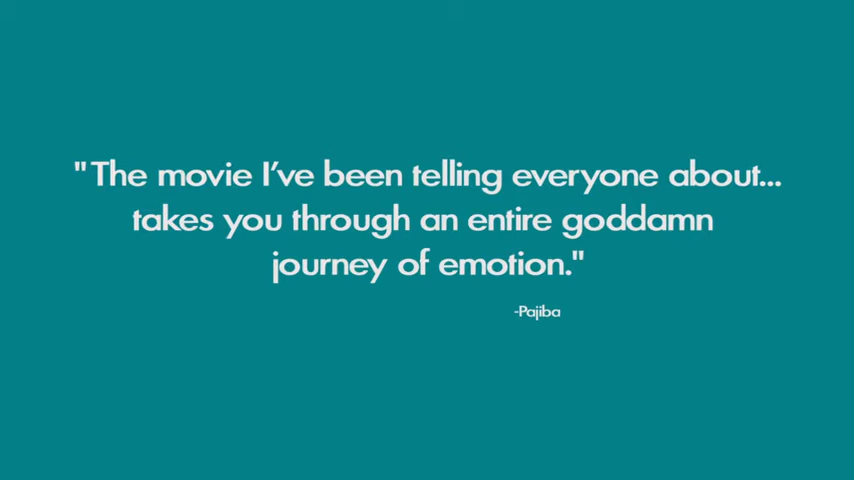 "The movie I've been telling everyone about...
takes you through an entire goddamn
journey of emotion."
-Pajiba